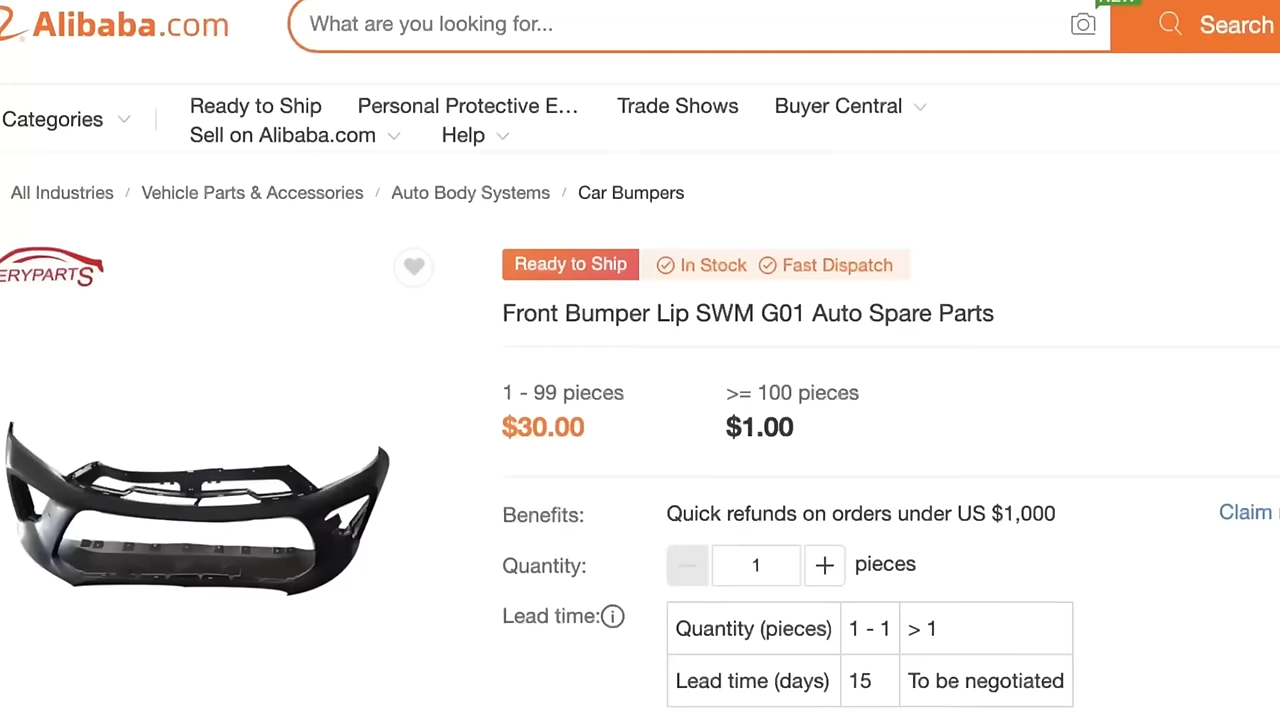 Alibaba.com
What are you looking for...
Search
Categories
Ready to Ship Personal Protective E... Trade Shows Buyer Central
Sell on Alibaba.com Help
All Industries / Vehicle Parts & Accessories / Auto Body Systems / Car Bumpers
ERYPARTS
Ready to Ship In Stock Fast Dispatch
Front Bumper Lip SWM G01 Auto Spare Parts
1 - 99 pieces >= 100 pieces
$30.00 $1.00
Benefits: Quick refunds on orders under US $1,000 Claim
Quantity: 1 pieces
Lead time:
Quantity (pieces) 1 - 1 > 1
Lead time (days) 15 To be negotiated